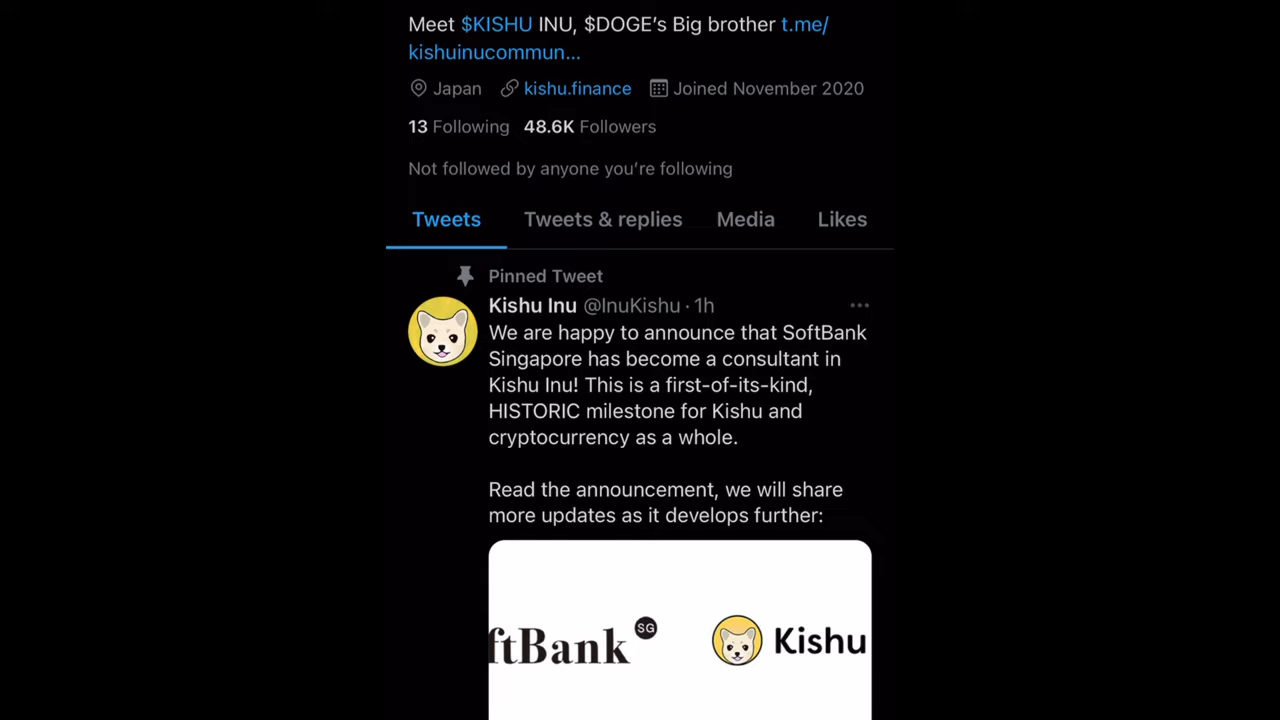 Meet $KISHU INU, $DOGE’s Big brother t.me/
kishuinucommun...
Japan kishu.finance Joined November 2020
13 Following 48.6K Followers
Not followed by anyone you’re following
Tweets Tweets & replies Media Likes
Pinned Tweet
Kishu Inu @InuKishu · 1h
We are happy to announce that SoftBank
Singapore has become a consultant in
Kishu Inu! This is a first-of-its-kind,
HISTORIC milestone for Kishu and
cryptocurrency as a whole.
Read the announcement, we will share
more updates as it develops further:
ftBank SG Kishu